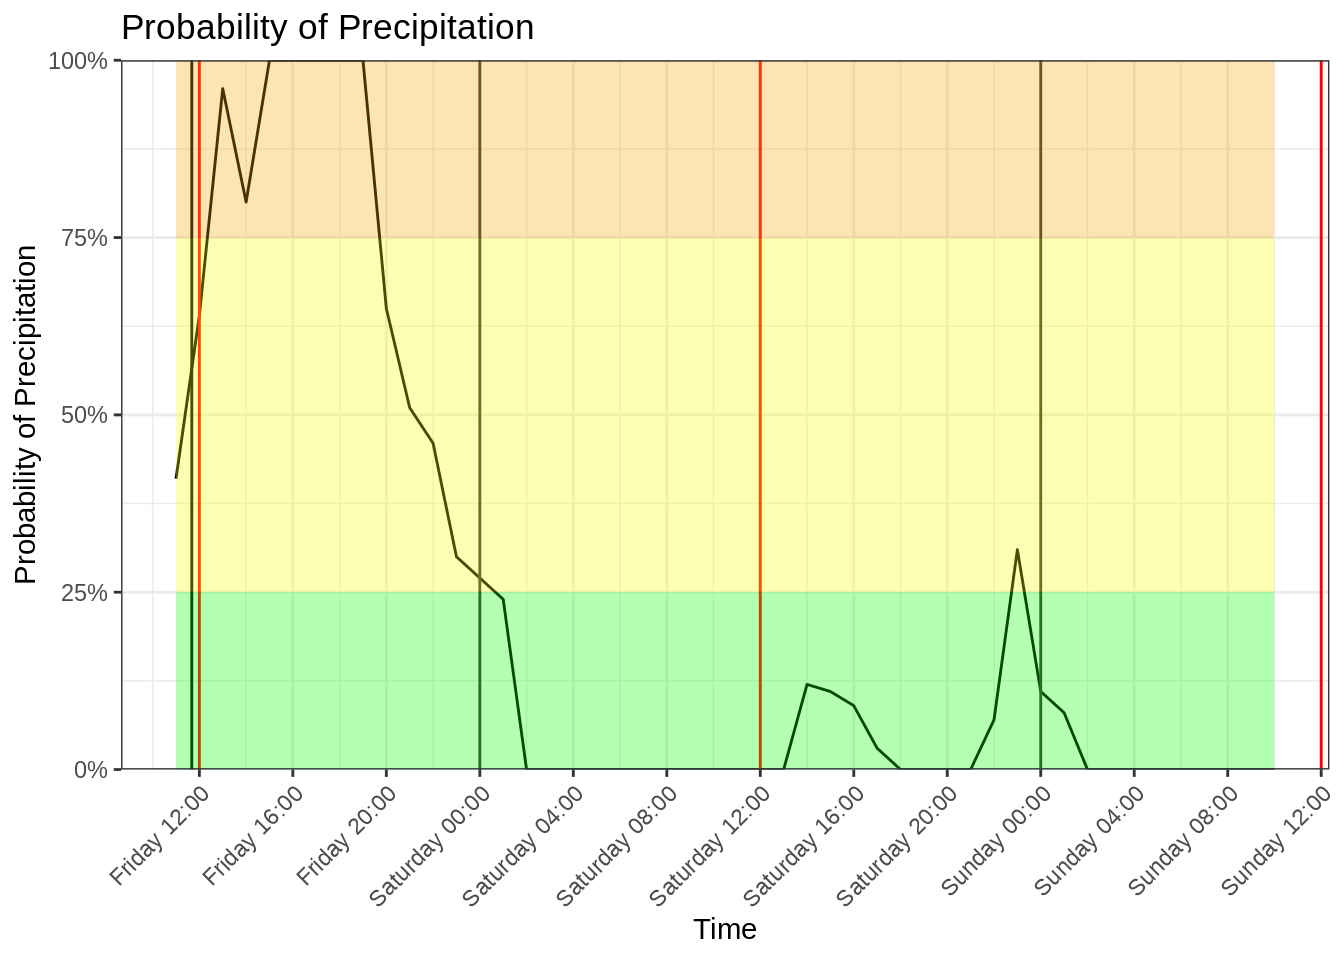 Probability of Precipitation
100%
75%
50%
25%
0%
Probability of Precipitation
Friday 12:00
Friday 16:00
Friday 20:00
Saturday 00:00
Saturday 04:00
Saturday 08:00
Saturday 12:00
Saturday 16:00
Saturday 20:00
Sunday 00:00
Sunday 04:00
Sunday 08:00
Sunday 12:00
Time